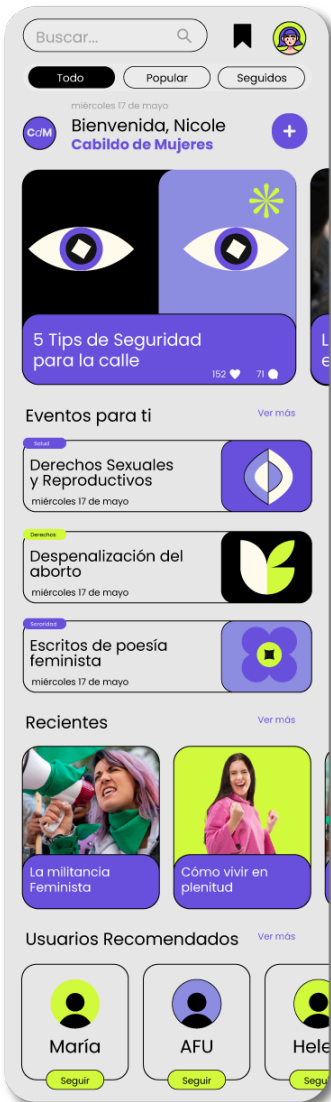 Buscar...
Todo
Popular
Seguidos
miércoles 17 de mayo
CdM
Bienvenida, Nicole
Cabildo de Mujeres
+
5 Tips de Seguridad
para la calle
152
71
L
e
Eventos para ti
Ver más
Salud
Derechos Sexuales
y Reproductivos
miércoles 17 de mayo
Derechos
Despenalización del
aborto
miércoles 17 de mayo
Sororidad
Escritos de poesía
feminista
miércoles 17 de mayo
Recientes
Ver más
La militancia
Feminista
Cómo vivir en
plenitud
Usuarios Recomendados
Ver más
María
AFU
Hele
Seguir
Seguir
Segu